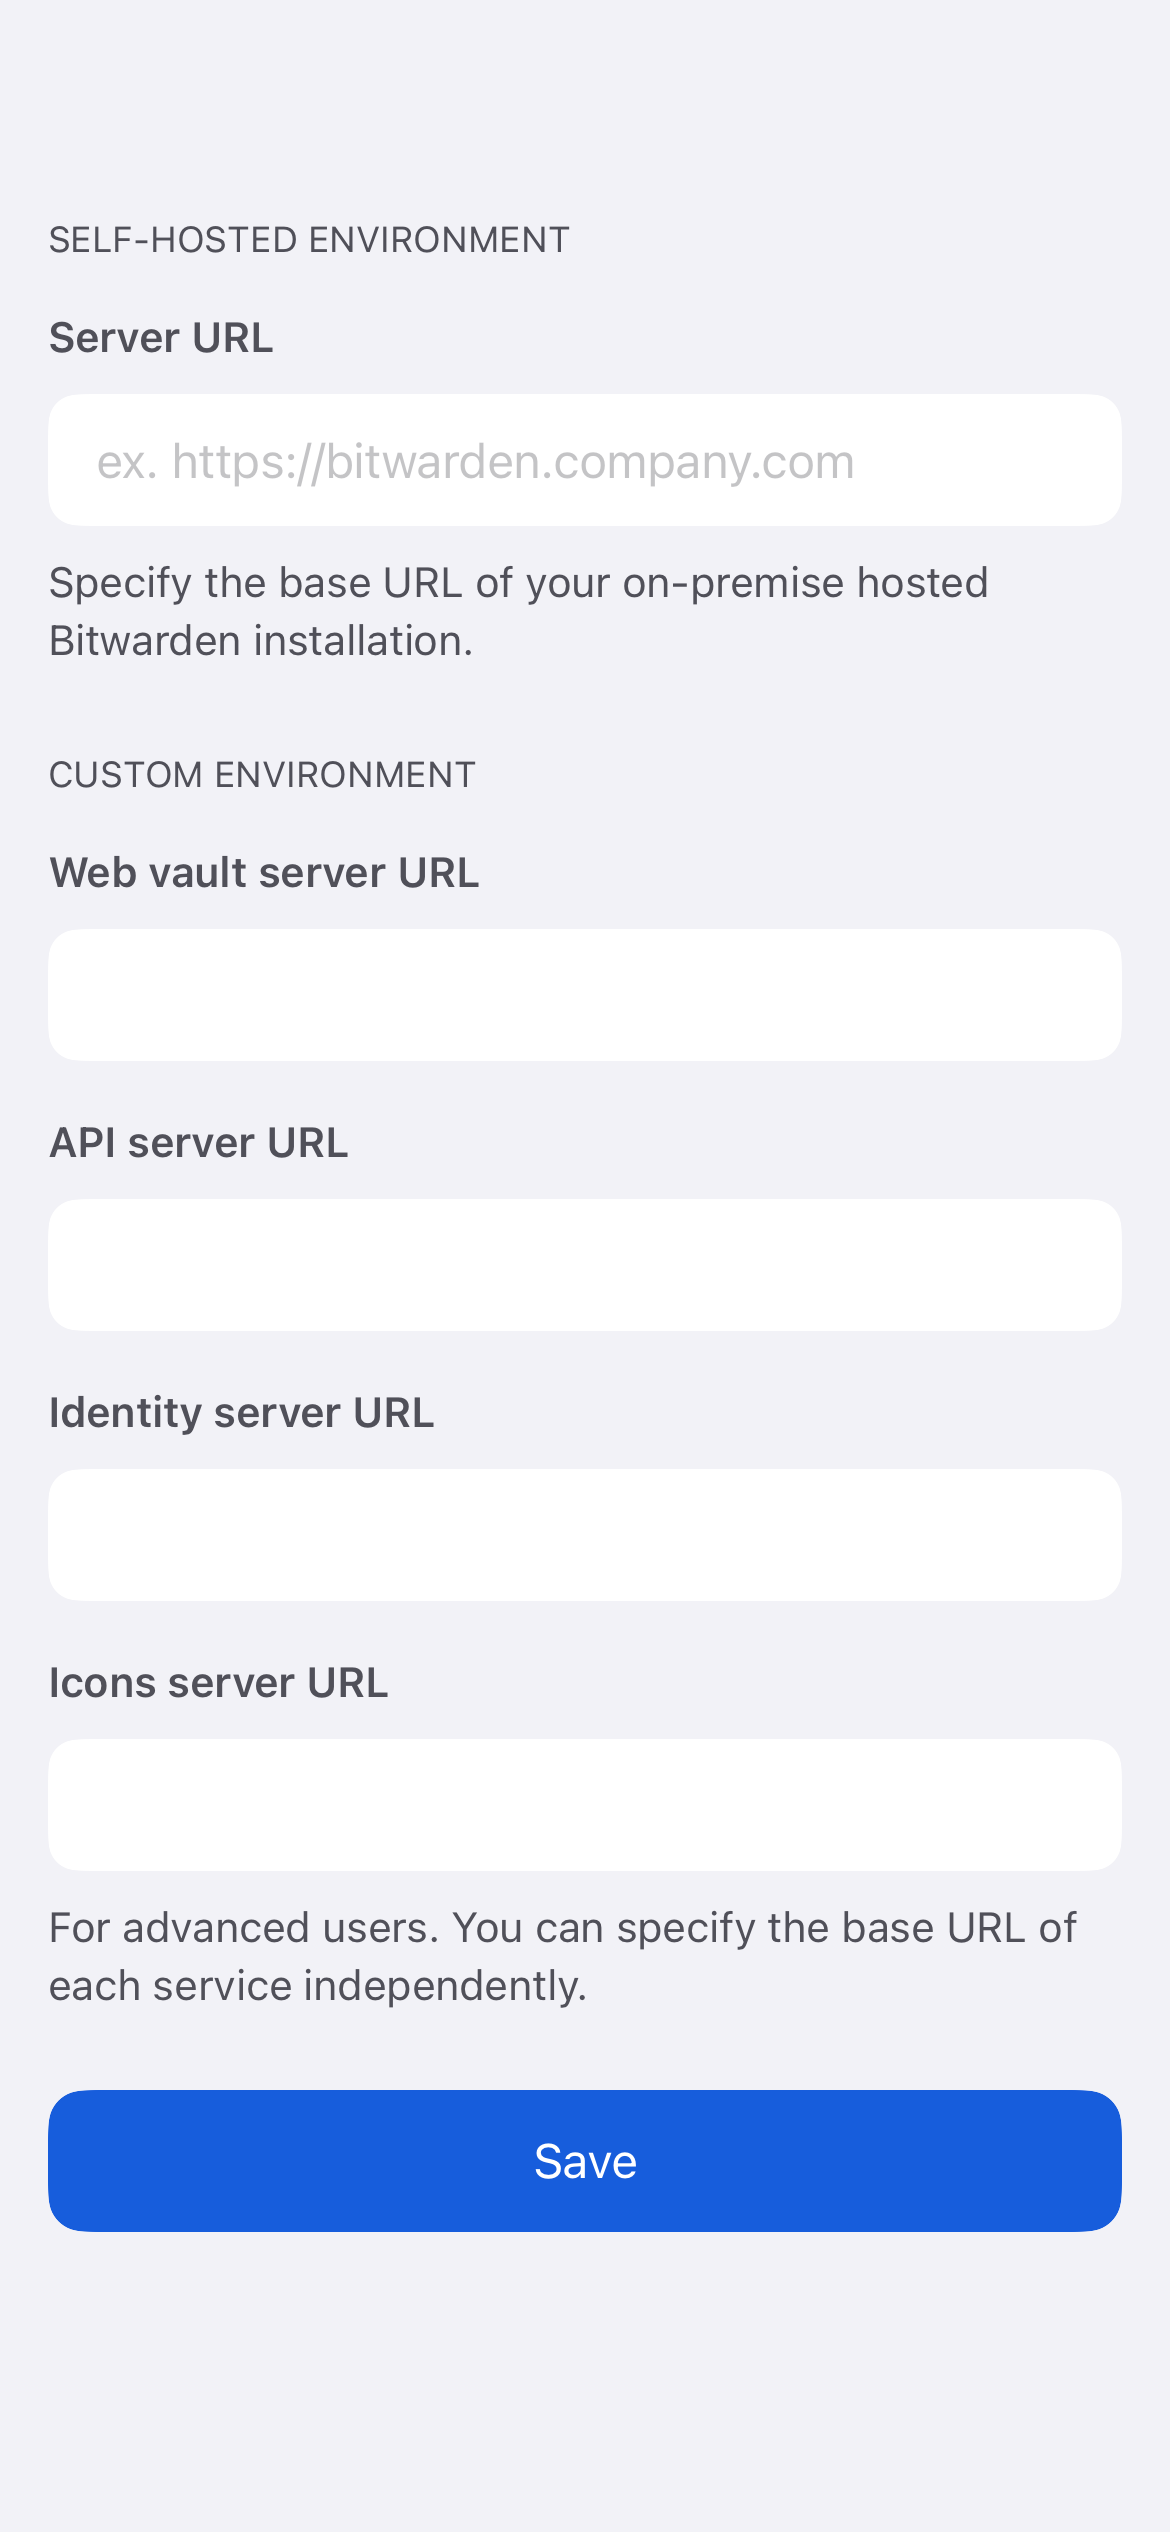 SELF-HOSTED ENVIRONMENT
Server URL
ex. https://bitwarden.company.com
Specify the base URL of your on-premise hosted
Bitwarden installation.
CUSTOM ENVIRONMENT
Web vault server URL
API server URL
Identity server URL
Icons server URL
For advanced users. You can specify the base URL of
each service independently.
Save